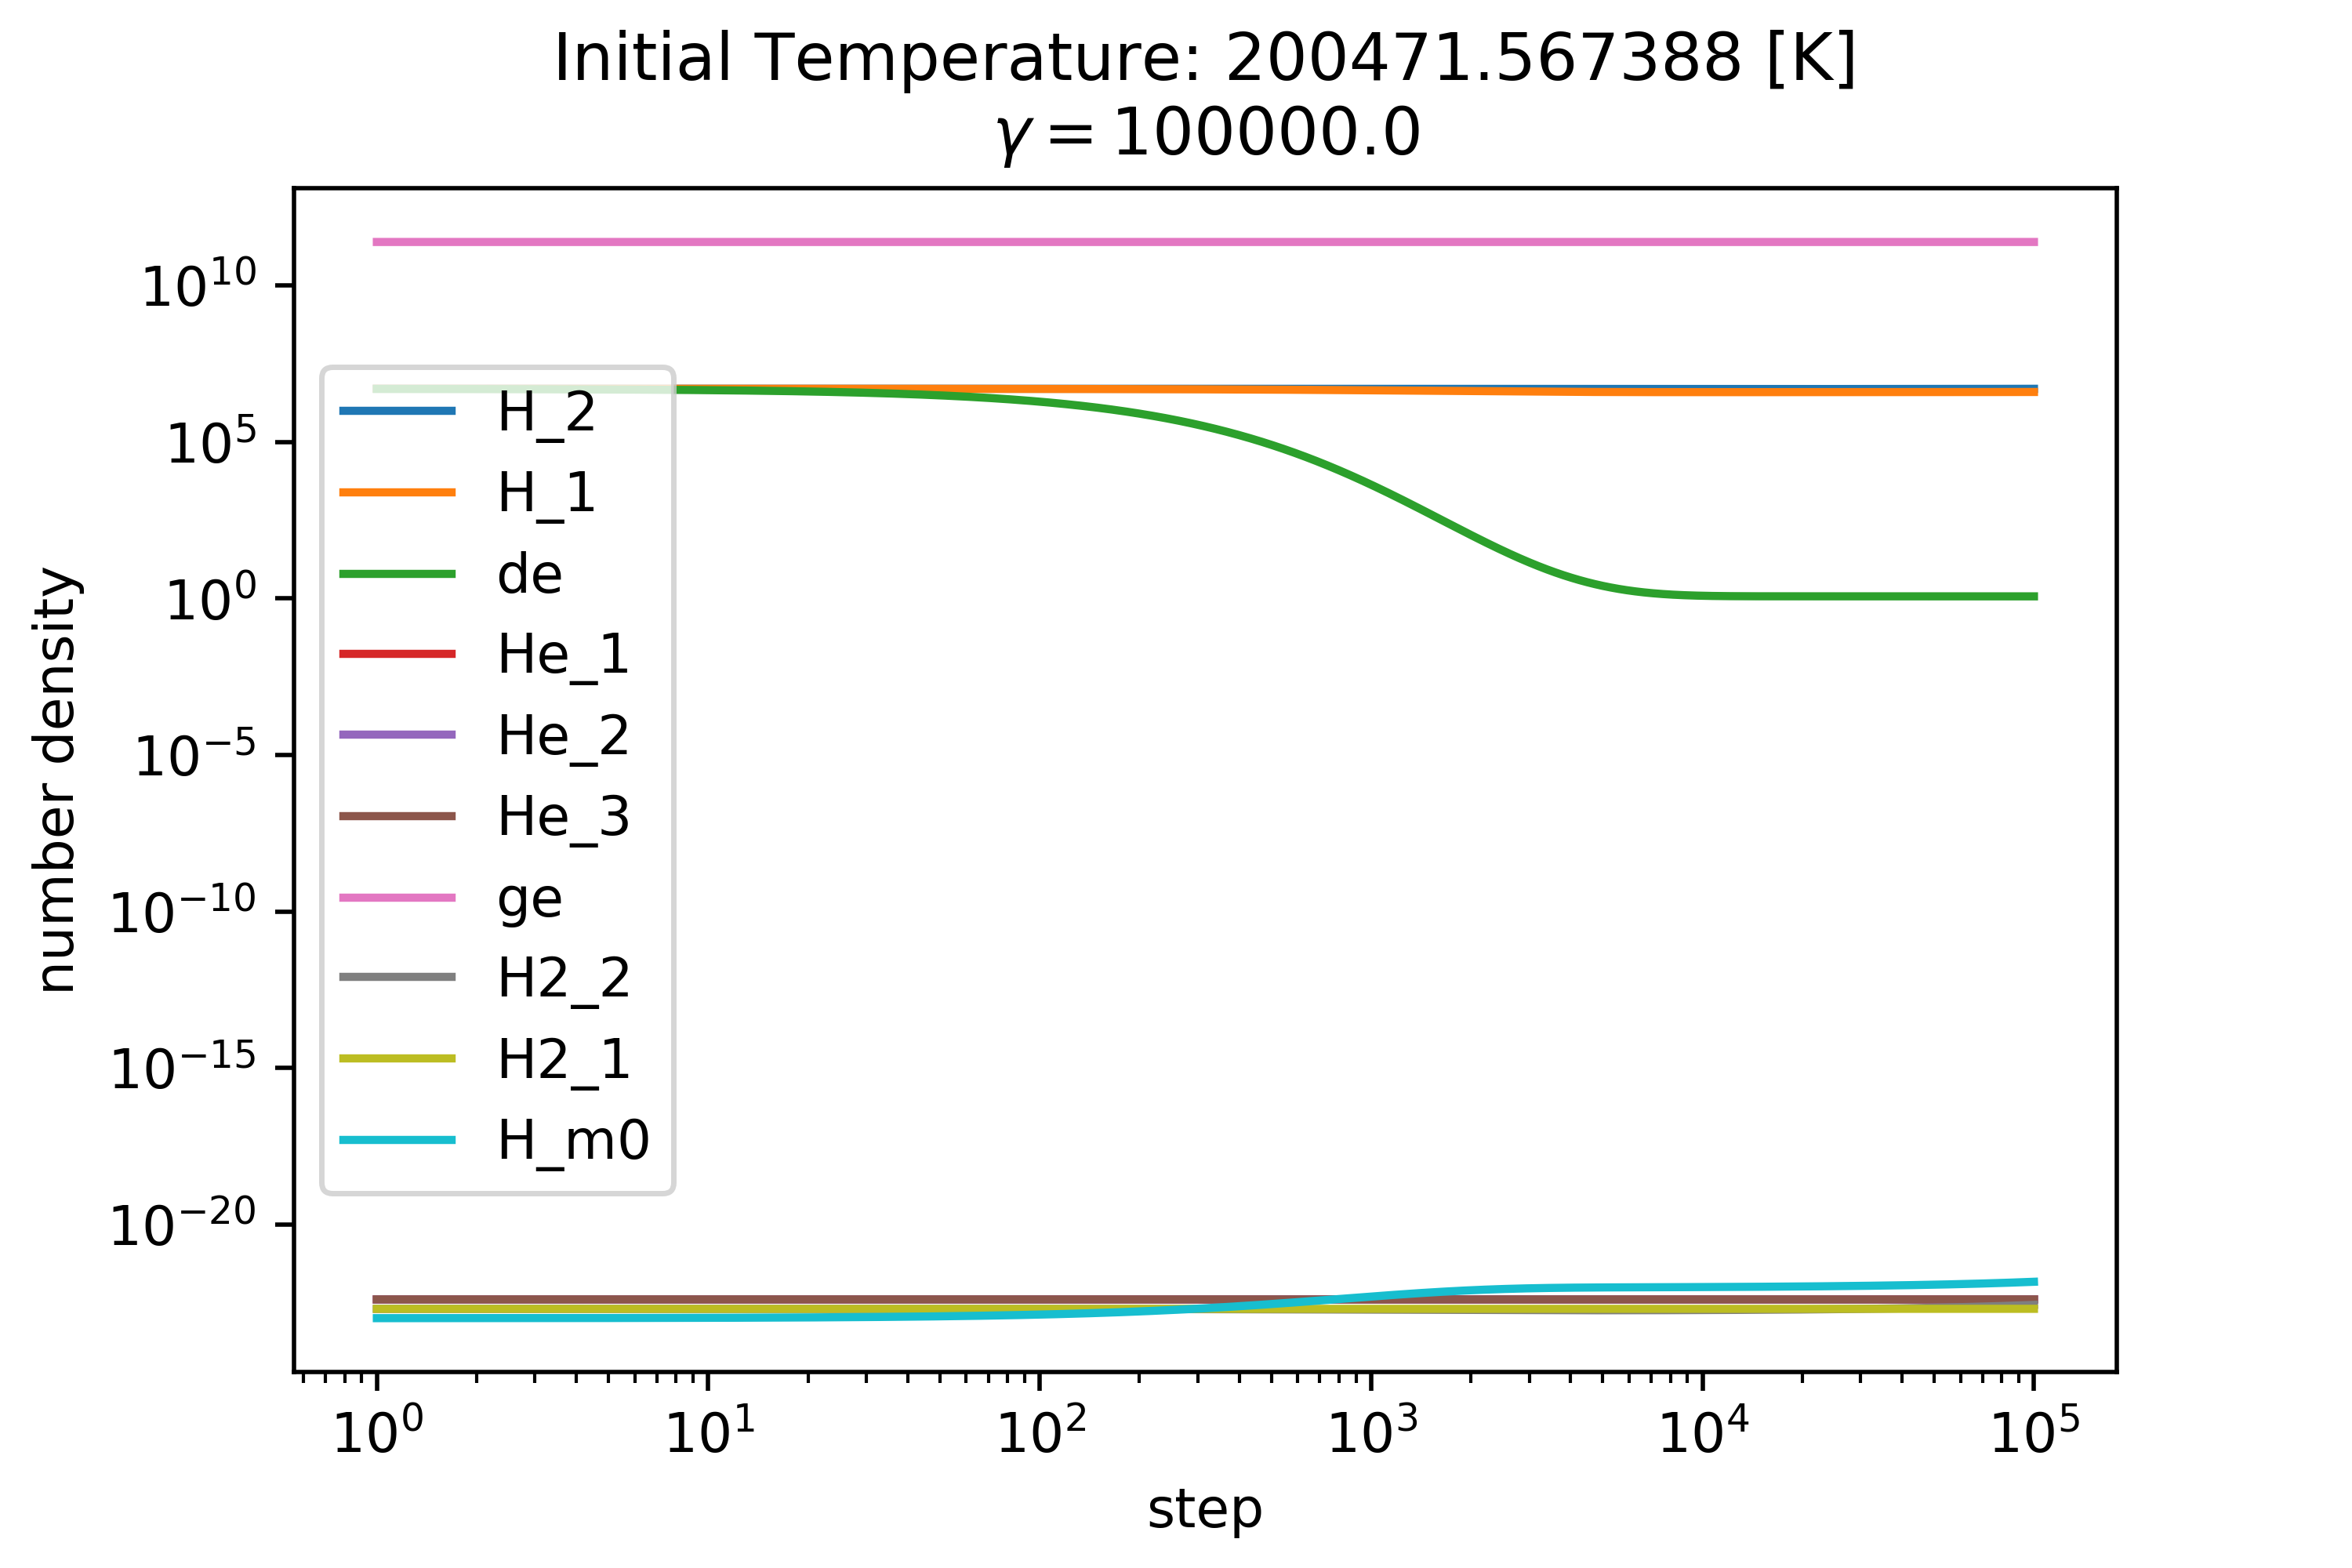 Initial Temperature: 200471.567388 [K]
γ = 100000.0
10^10
10^5
10^0
10^−5
10^−10
10^−15
10^−20
number density
H_2
H_1
de
He_1
He_2
He_3
ge
H2_2
H2_1
H_m0
10^0 10^1 10^2 10^3 10^4 10^5
step